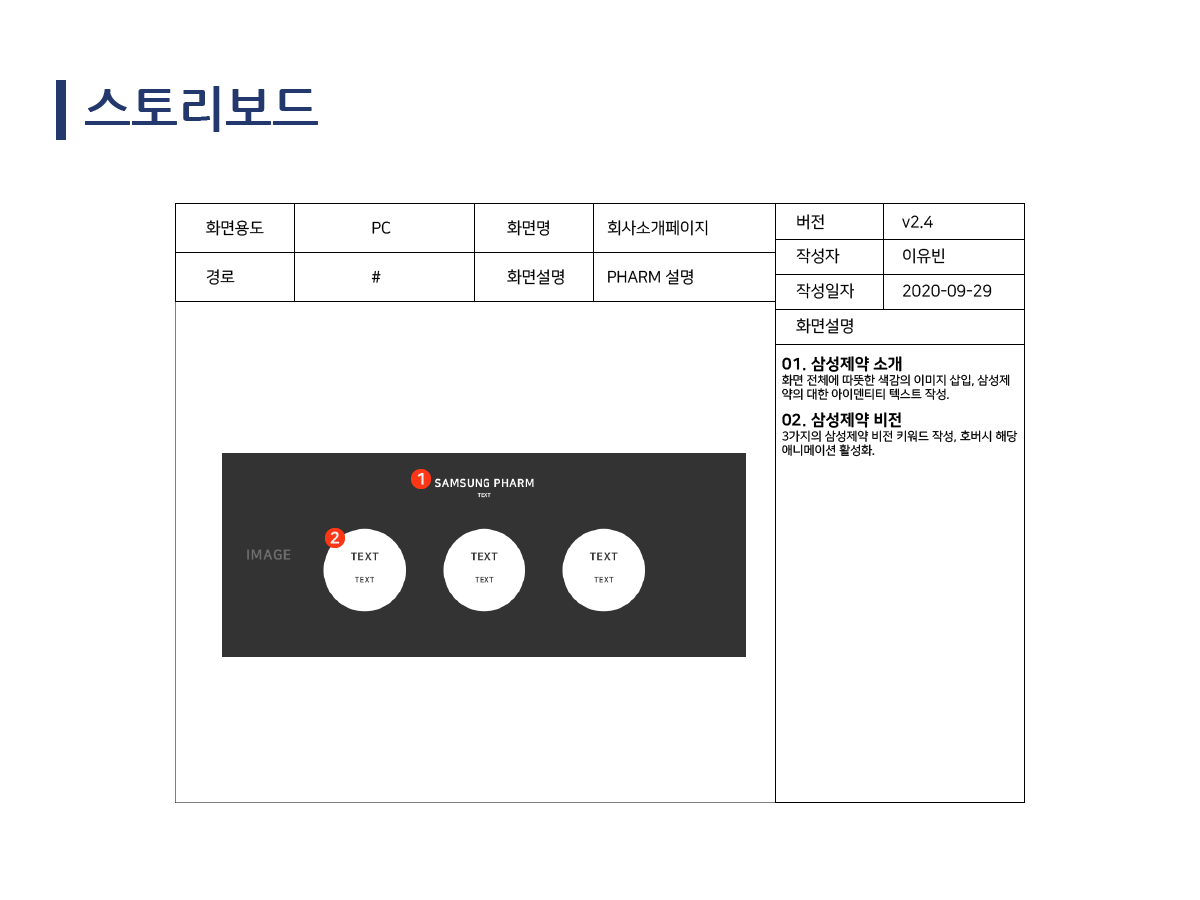 스토리보드
화면용도 PC 화면명 회사소개페이지
경로 # 화면설명 PHARM 설명
버전 v2.4
작성자 이유빈
작성일자 2020-09-29
화면설명
01. 삼성제약 소개
화면 전체에 따뜻한 색감의 이미지 삽입, 삼성제
약의 대한 아이덴티티 텍스트 작성.
02. 삼성제약 비전
3가지의 삼성제약 비전 키워드 작성, 호버시 해당
애니메이션 활성화.
1 SAMSUNG PHARM
TEXT
IMAGE
2
TEXT TEXT TEXT
TEXT TEXT TEXT